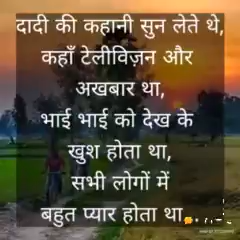 दादी की कहानी सुन लेते थे,
कहाँ टेलीविज़न और
अखबार था,
भाई भाई को देख के
खुश होता था,
सभी लोगों में
बहुत प्यार होता था